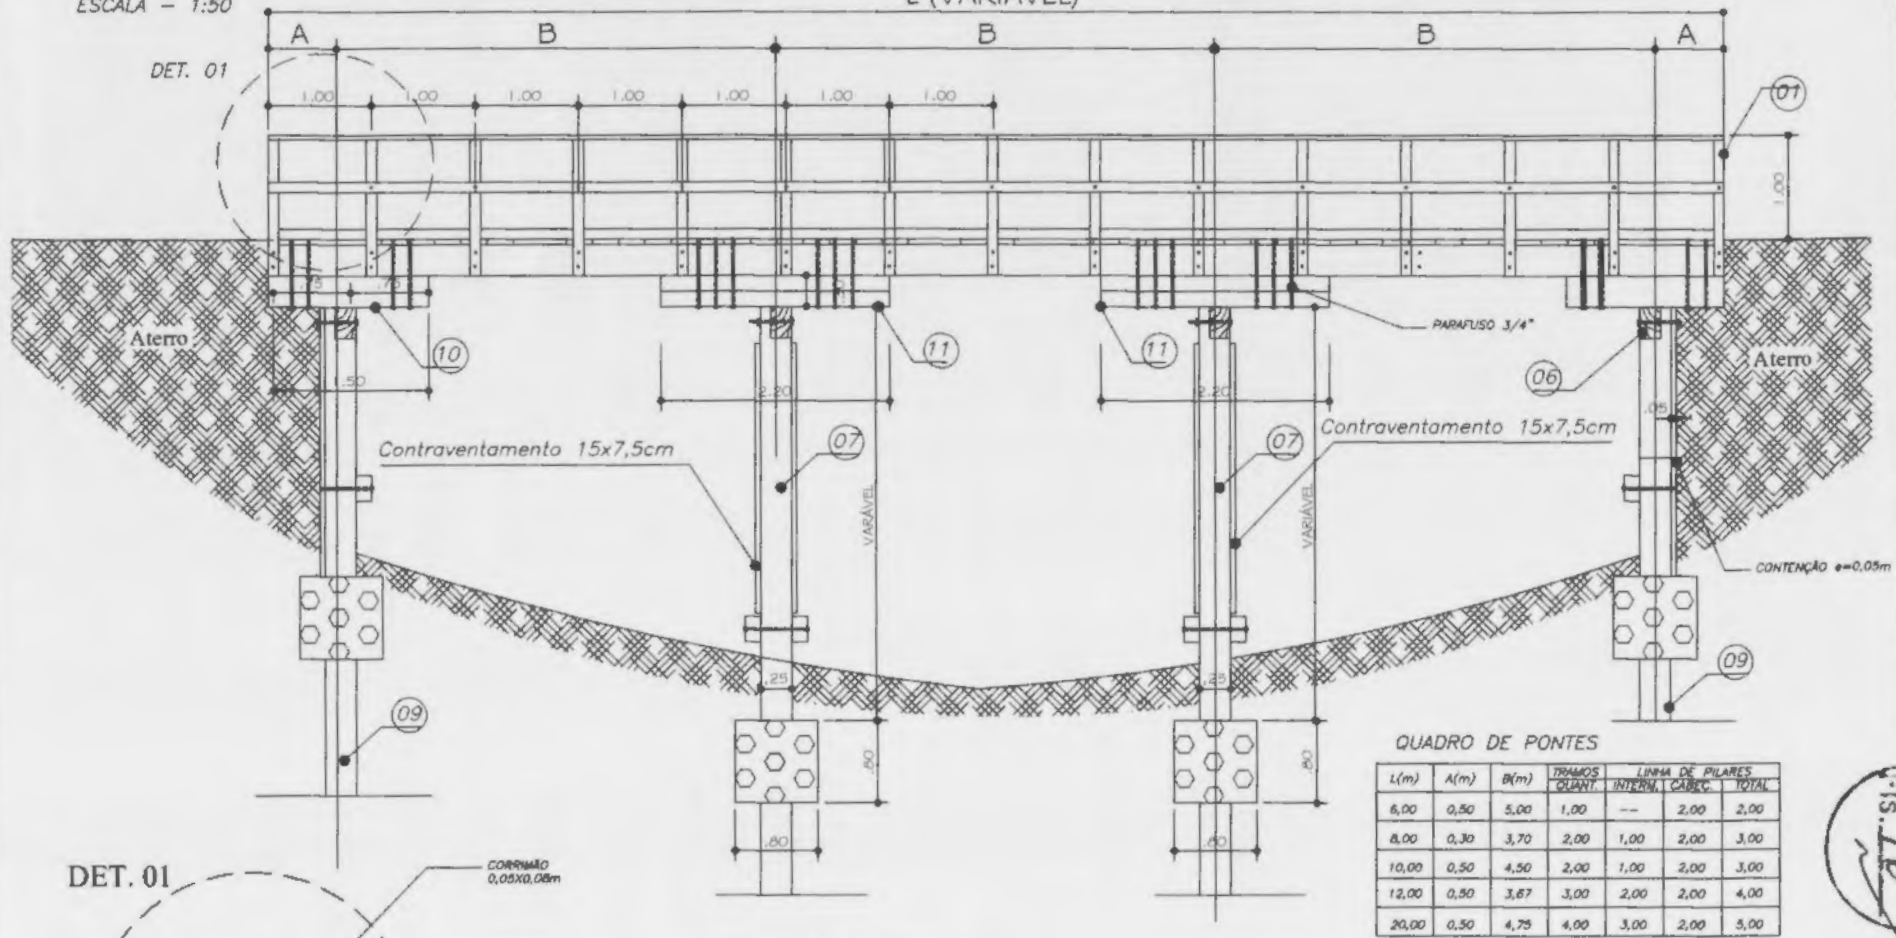 ESCALA - 1:50
L (VARIÁVEL)
A B B B A
DET. 01
1.00 1.00 1.00 1.00 1.00 1.00 1.00
01
1.00
.75 .75
Aterro
10
11
11
PARAFUSO 3/4"
06
Aterro
.50
2.20
2.20
.05
Contraventamento 15x7,5cm
07
07
Contraventamento 15x7,5cm
VARÁVEL
VARIÁVEL
CONTENÇÃO e=0,05m
.25
.25
09
09
.80
.80
.80
.80
QUADRO DE PONTES
L(m) A(m) B(m) TRAMOS QUANT. LINHA DE PILARES
INTERM. CABEC. TOTAL
6,00 0,50 5,00 1,00 -- 2,00 2,00
8,00 0,30 3,70 2,00 1,00 2,00 3,00
10,00 0,50 4,50 2,00 1,00 2,00 3,00
12,00 0,50 3,67 3,00 2,00 2,00 4,00
20,00 0,50 4,75 4,00 3,00 2,00 5,00
DET. 01
CORRIMÃO
0,05X0,08m